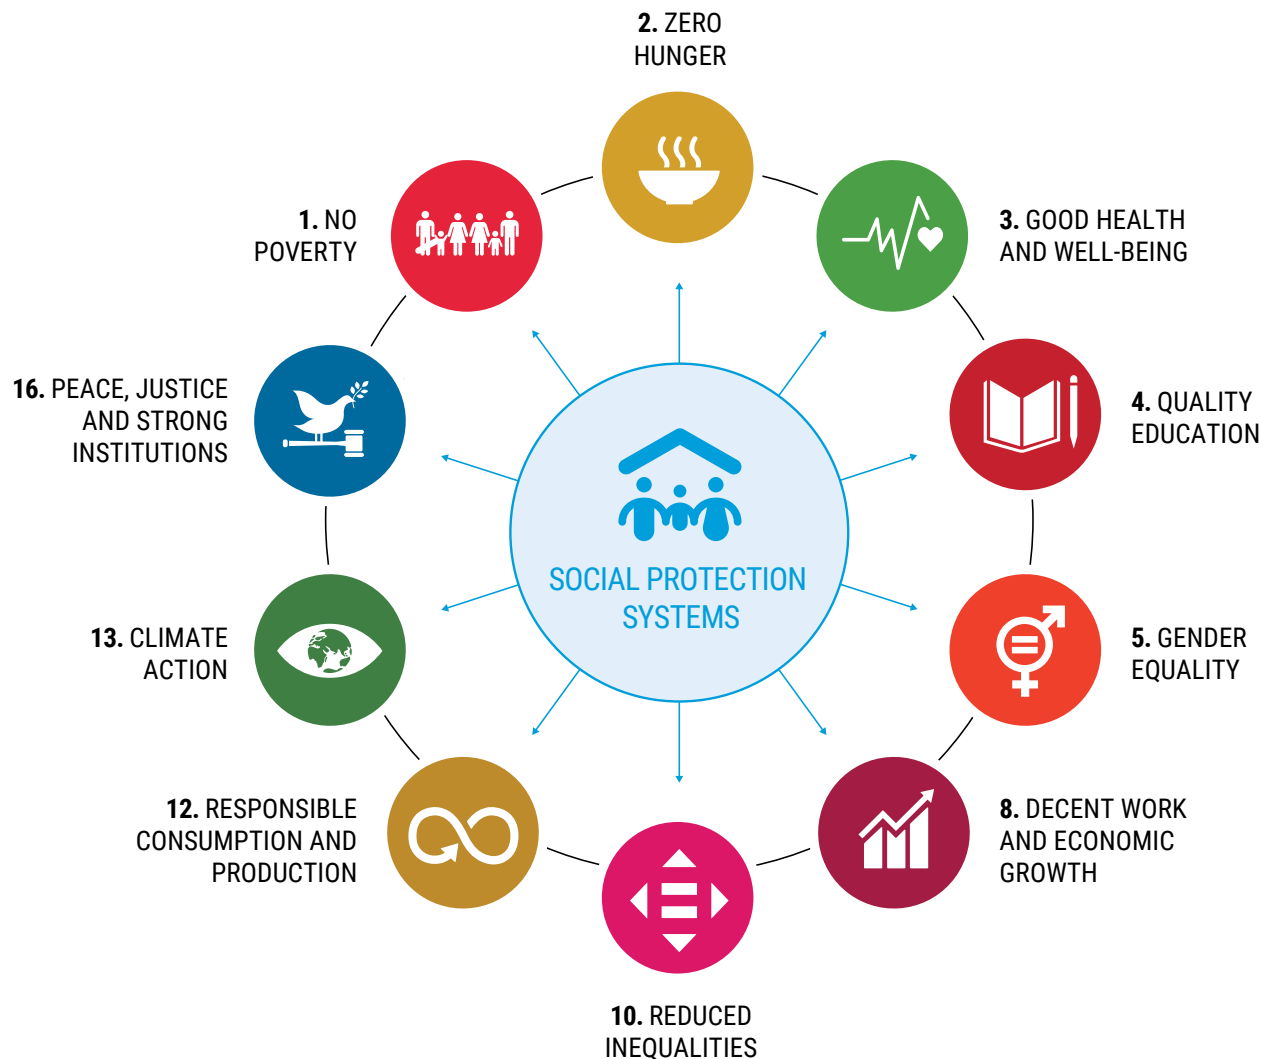 2. ZERO
HUNGER
1. NO
POVERTY
3. GOOD HEALTH
AND WELL-BEING
16. PEACE, JUSTICE
AND STRONG
INSTITUTIONS
4. QUALITY
EDUCATION
SOCIAL PROTECTION
SYSTEMS
13. CLIMATE
ACTION
5. GENDER
EQUALITY
12. RESPONSIBLE
CONSUMPTION AND
PRODUCTION
8. DECENT WORK
AND ECONOMIC
GROWTH
10. REDUCED
INEQUALITIES